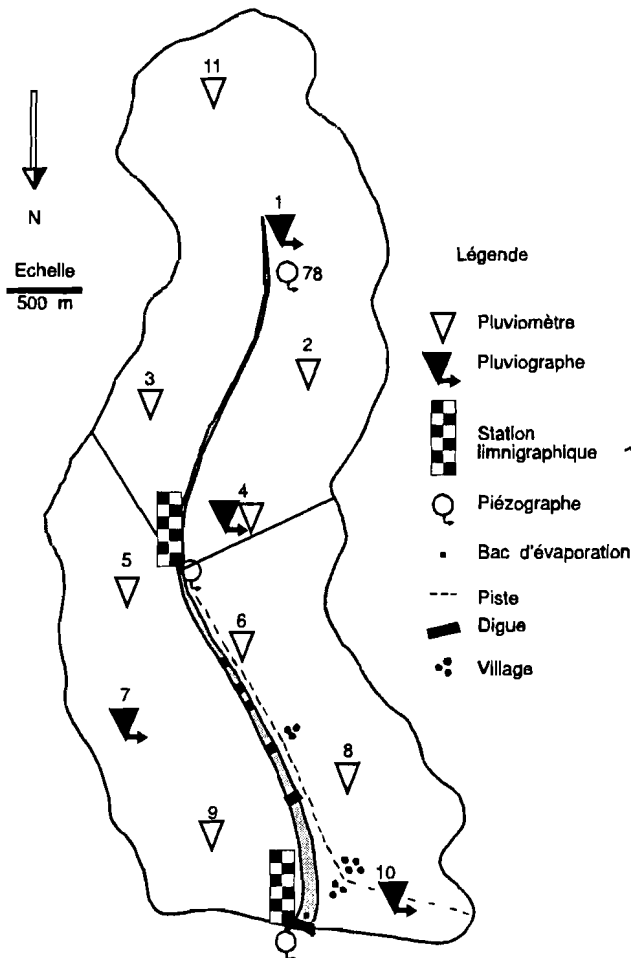 11
N
Echelle
500 m
1
78
2
3
4
5
6
7
8
9
10
Légende
Pluviomètre
Pluviographe
Station
limnigraphique
Piézographe
Bac d'évaporation
Piste
Digue
Village